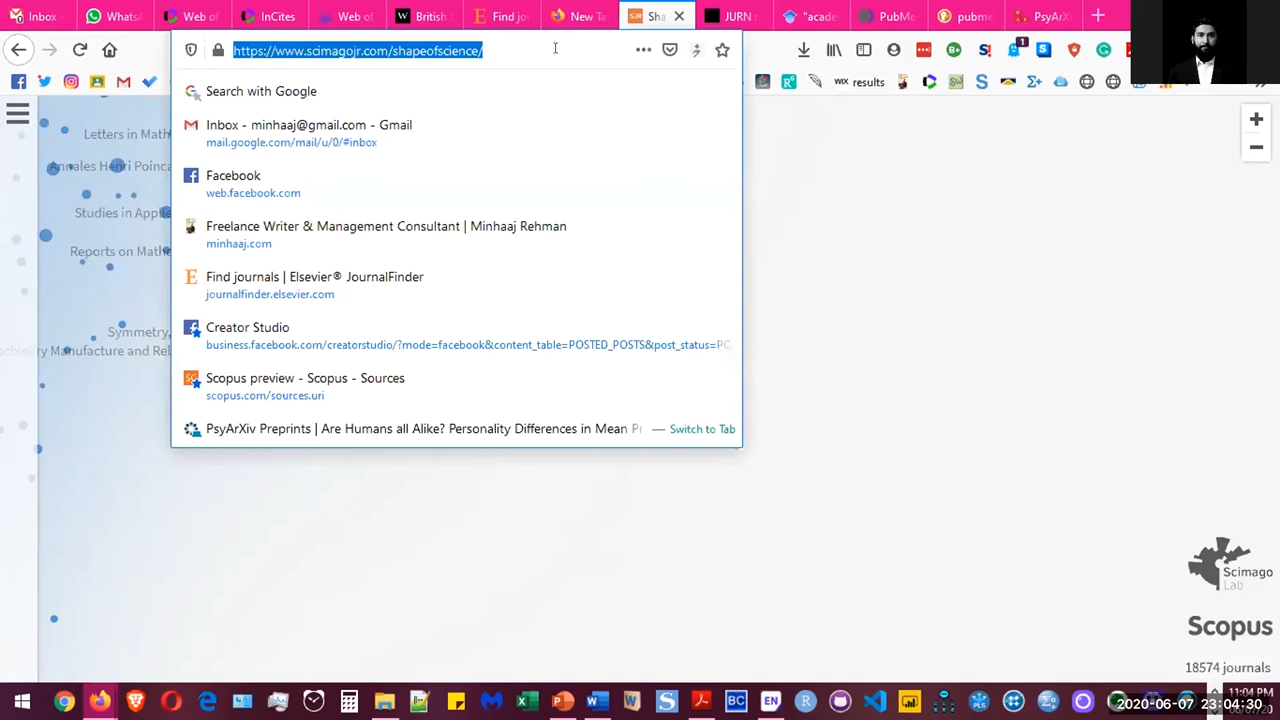 Inbox -
WhatsA
Web of
InCites
Web of
British J
Find jo
New Ta
Sha
JURN :
"acade
PubMe
pubme
PsyArXi
https://www.scimagojr.com/shapeofscience/
1
WIX results
Search with Google
Inbox - minhaaj@gmail.com - Gmail
mail.google.com/mail/u/0/#inbox
Facebook
web.facebook.com
Freelance Writer & Management Consultant | Minhaaj Rehman
minhaaj.com
Find journals | Elsevier® JournalFinder
journalfinder.elsevier.com
Creator Studio
business.facebook.com/creatorstudio/?mode=facebook&content_table=POSTED_POSTS&post_status=PC
Scopus preview - Scopus - Sources
scopus.com/sources.uri
PsyArXiv Preprints | Are Humans all Alike? Personality Differences in Mean Pr — Switch to Tab
Letters in Math
Annales Henri Poinca
Studies in Applie
Reports on Mathe
Symmetry,
chinery Manufacture and Rel
Scimago
Lab
Scopus
18574 journals
11:04 PM
2020-06-07 23:04:30